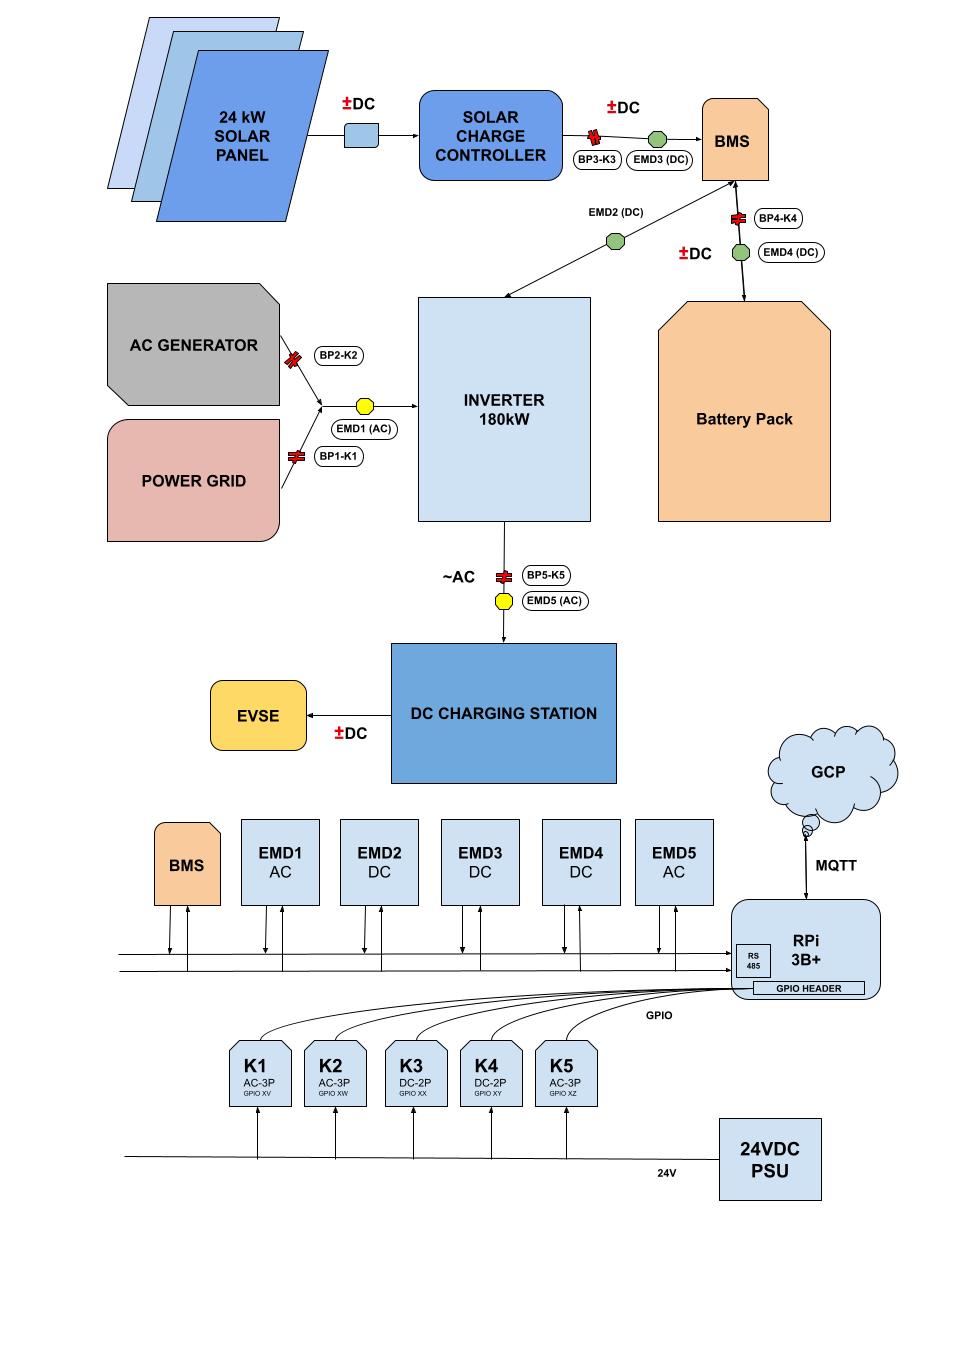 24 kW
SOLAR
PANEL
±DC
SOLAR
CHARGE
CONTROLLER
±DC
BP3-K3
EMD3 (DC)
BMS
EMD2 (DC)
BP4-K4
±DC
EMD4 (DC)
AC GENERATOR
BP2-K2
EMD1 (AC)
BP1-K1
POWER GRID
INVERTER
180kW
Battery Pack
~AC
BP5-K5
EMD5 (AC)
DC CHARGING STATION
EVSE
±DC
GCP
MQTT
BMS
EMD1
AC
EMD2
DC
EMD3
DC
EMD4
DC
EMD5
AC
RPi
3B+
RS
485
GPIO HEADER
GPIO
K1
AC-3P
GPIO XV
K2
AC-3P
GPIO XW
K3
DC-2P
GPIO XX
K4
DC-2P
GPIO XY
K5
AC-3P
GPIO XZ
24V
24VDC
PSU